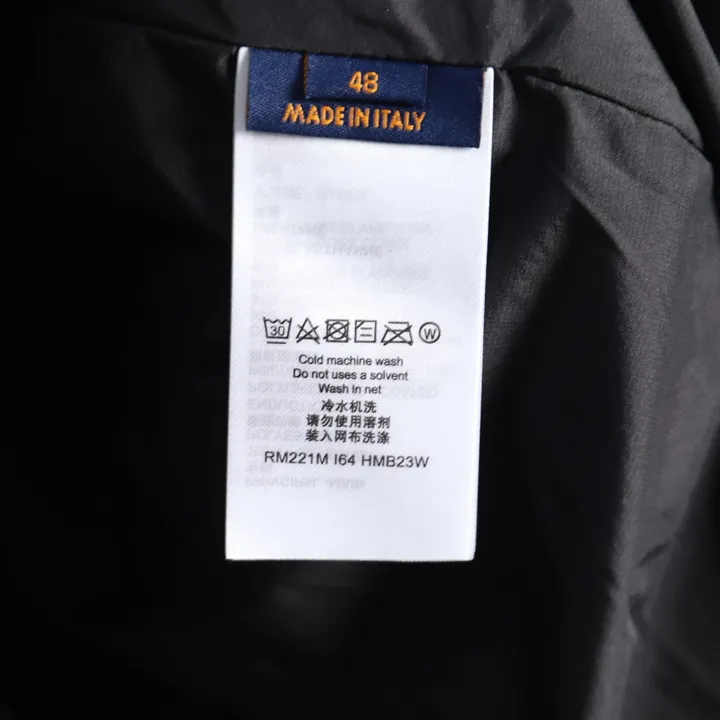 48
MADE IN ITALY
30
W
Cold machine wash
Do not uses a solvent
Wash in net
冷水机洗
请勿使用溶剂
装入网布洗涤
RM221M I64 HMB23W